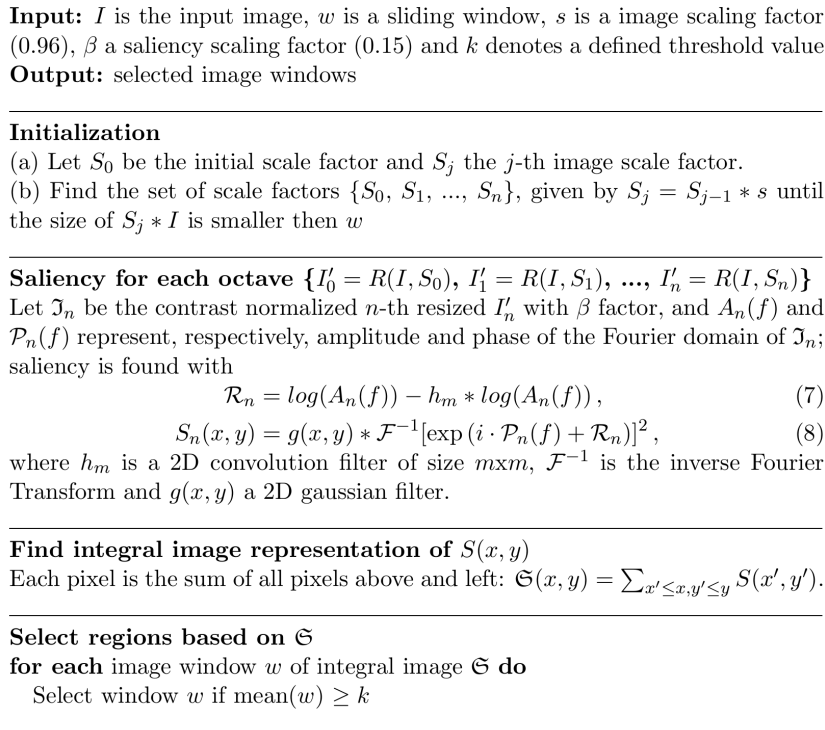 Input: I is the input image, w is a sliding window, s is a image scaling factor
(0.96), β a saliency scaling factor (0.15) and k denotes a defined threshold value
Output: selected image windows
Initialization
(a) Let S₀ be the initial scale factor and Sⱼ the j-th image scale factor.
(b) Find the set of scale factors {S₀, S₁, ..., Sₙ}, given by Sⱼ = Sⱼ₋₁ * s until
the size of Sⱼ * I is smaller then w
Saliency for each octave {I′₀ = R(I, S₀), I′₁ = R(I, S₁), ..., I′ₙ = R(I, Sₙ)}
Let ℑₙ be the contrast normalized n-th resized I′ₙ with β factor, and Aₙ(f) and
𝒫ₙ(f) represent, respectively, amplitude and phase of the Fourier domain of ℑₙ;
saliency is found with
ℛₙ = log(Aₙ(f)) − hₘ * log(Aₙ(f)) , (7)
Sₙ(x, y) = g(x, y) * ℱ⁻¹[exp (i · 𝒫ₙ(f) + ℛₙ)]² , (8)
where hₘ is a 2D convolution filter of size mxm, ℱ⁻¹ is the inverse Fourier
Transform and g(x, y) a 2D gaussian filter.
Find integral image representation of S(x, y)
Each pixel is the sum of all pixels above and left: 𝔖(x, y) = ∑x′≤x,y′≤y S(x′, y′).
Select regions based on 𝔖
for each image window w of integral image 𝔖 do
Select window w if mean(w) ≥ k